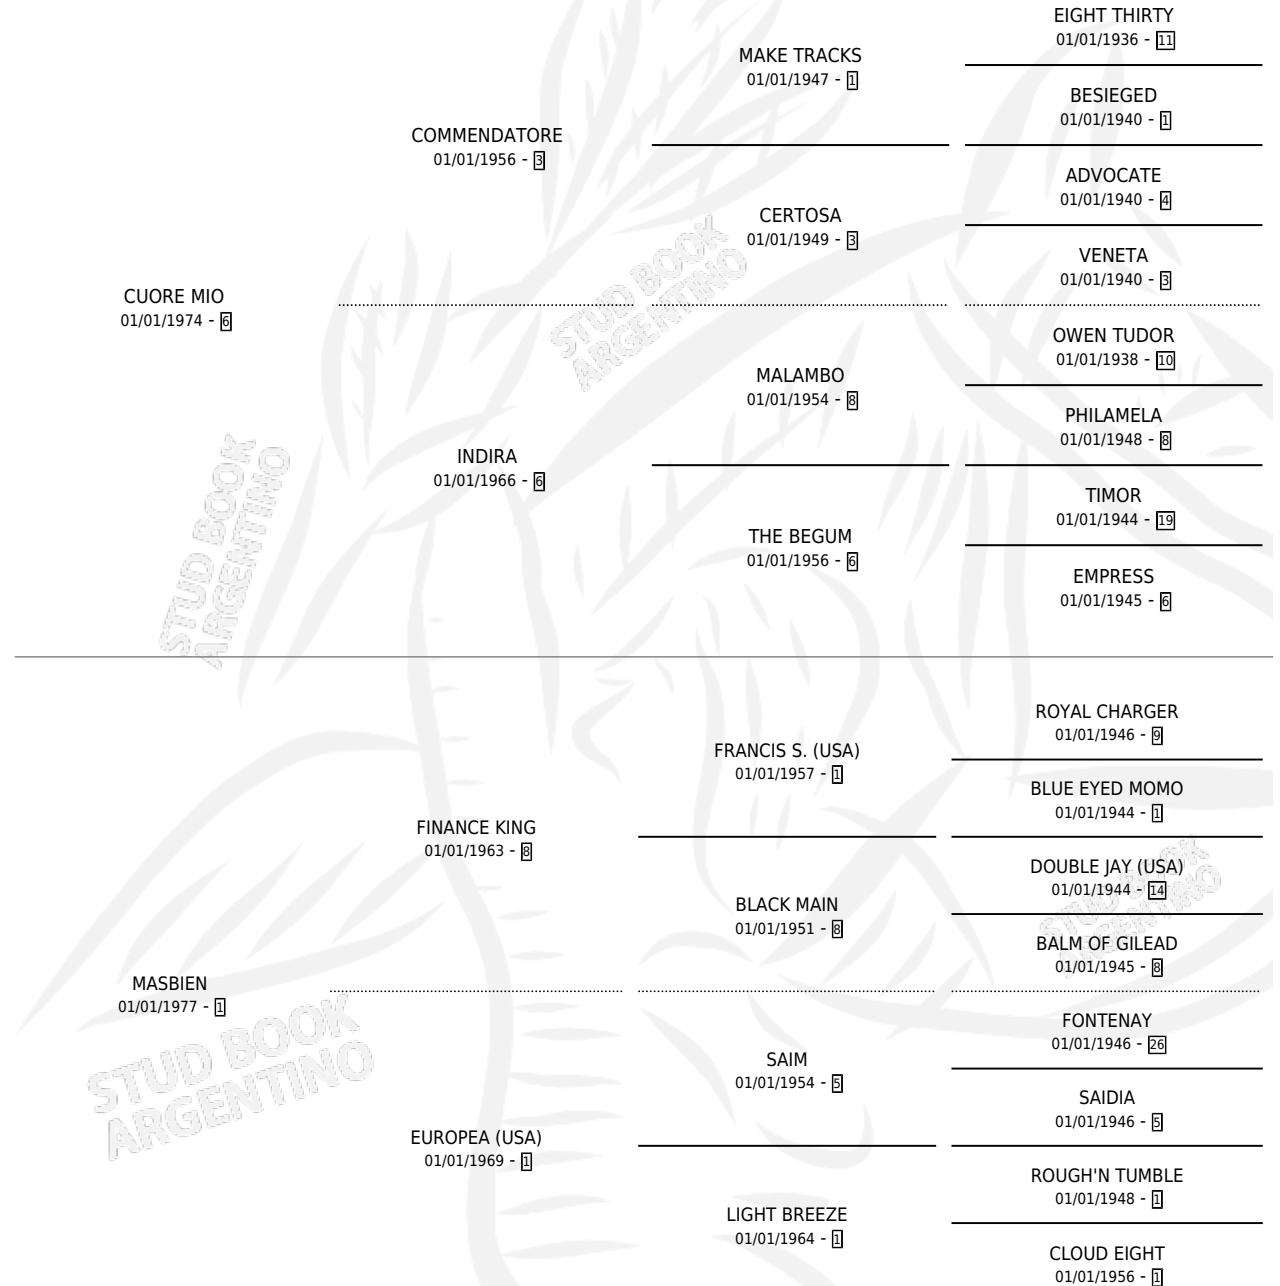 EIGHT THIRTY
01/01/1936 - 11
MAKE TRACKS
01/01/1947 - 1
BESIEGED
01/01/1940 - 1
COMMENDATORE
01/01/1956 - 3
ADVOCATE
01/01/1940 - 4
CERTOSA
01/01/1949 - 3
VENETA
01/01/1940 - 3
CUORE MIO
01/01/1974 - 6
OWEN TUDOR
01/01/1938 - 10
MALAMBO
01/01/1954 - 8
PHILAMELA
01/01/1948 - 8
INDIRA
01/01/1966 - 6
TIMOR
01/01/1944 - 19
THE BEGUM
01/01/1956 - 6
EMPRESS
01/01/1945 - 6
STUD BOOK
ARGENTINO
STUD BOOK
ARGENTINO
ROYAL CHARGER
01/01/1946 - 9
FRANCIS S. (USA)
01/01/1957 - 1
BLUE EYED MOMO
01/01/1944 - 1
FINANCE KING
01/01/1963 - 8
DOUBLE JAY (USA)
01/01/1944 - 14
BLACK MAIN
01/01/1951 - 8
BALM OF GILEAD
01/01/1945 - 8
MASBIEN
01/01/1977 - 1
FONTENAY
01/01/1946 - 26
SAIM
01/01/1954 - 5
SAIDIA
01/01/1946 - 5
EUROPEA (USA)
01/01/1969 - 1
ROUGH'N TUMBLE
01/01/1948 - 1
LIGHT BREEZE
01/01/1964 - 1
CLOUD EIGHT
01/01/1956 - 1
STUD BOOK
ARGENTINO
STUD BOOK
ARGENTINO